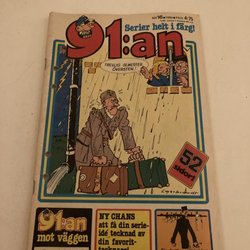 Serier helt i färg!
91:an
TREVLIG SEMESTER,
ÖVERSTEN!
52
sidor!
91:an
mot väggen
NY CHANS
att få din serie-
idé tecknad av
din favorit-
tecknare!